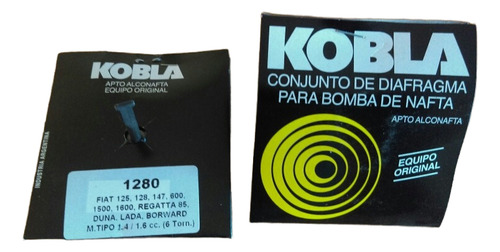 KOBLA
APTO ALCONAFTA
EQUIPO ORIGINAL
INDUSTRIA ARGENTINA
1280
FIAT 125, 128, 147, 600,
1500, 1600, REGATTA 85,
DUNA, LADA, BORWARD
M.TIPO 1.4 / 1.6 cc. (6 Torn.)
KOBLA
CONJUNTO DE DIAFRAGMA
PARA BOMBA DE NAFTA
APTO ALCONAFTA
EQUIPO
ORIGINAL